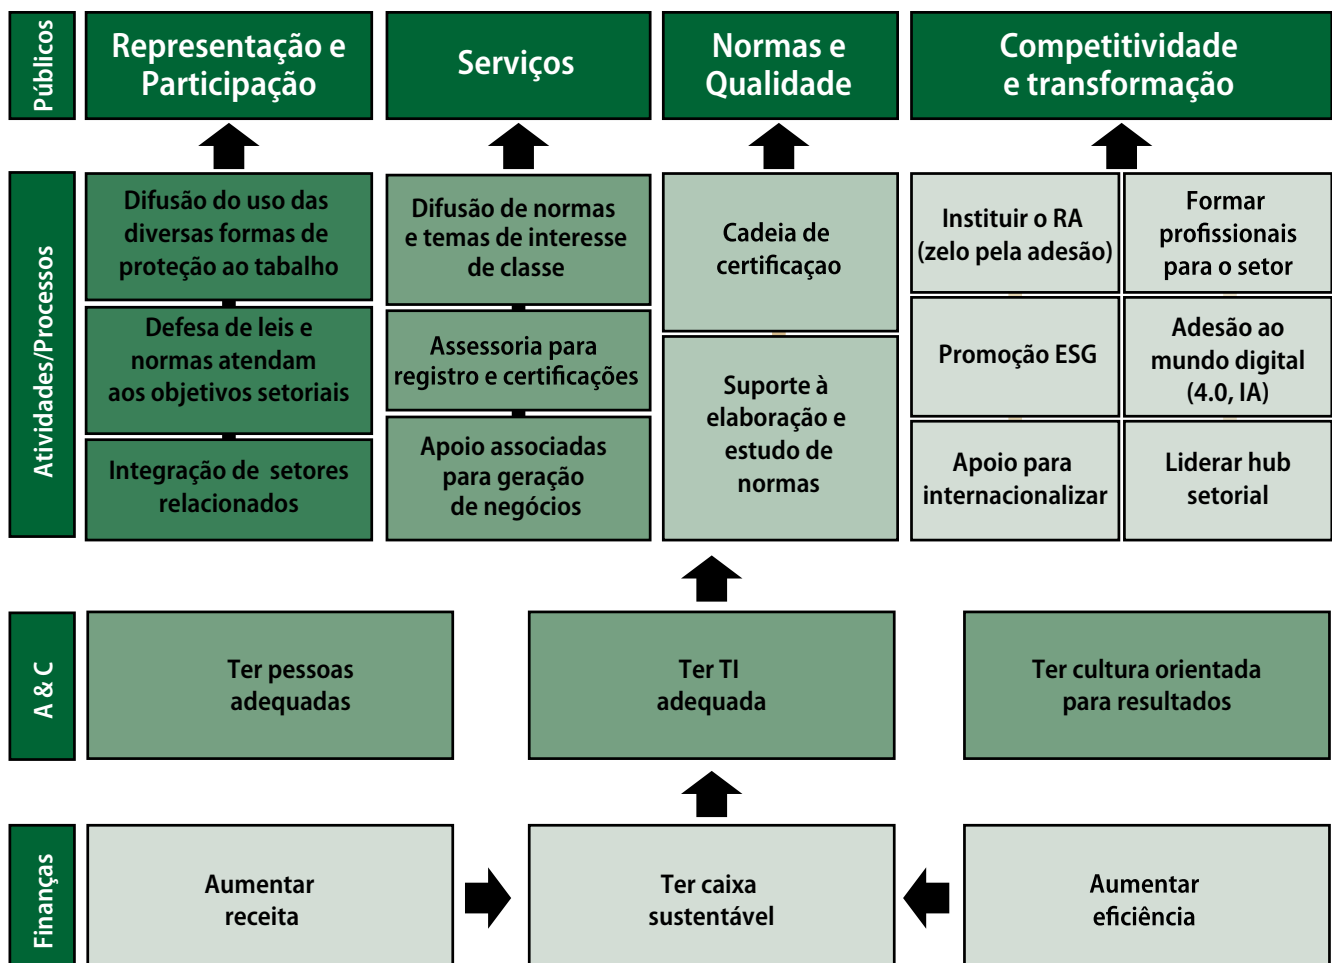 Públicos
Representação e
Participação
Serviços
Normas e
Qualidade
Competitividade
e transformação
Atividades/Processos
Difusão do uso das
diversas formas de
proteção ao tabalho
Defesa de leis e
normas atendam
aos objetivos setoriais
Integração de setores
relacionados
Difusão de normas
e temas de interesse
de classe
Assessoria para
registro e certificações
Apoio associadas
para geração
de negócios
Cadeia de
certificaçao
Suporte à
elaboração e
estudo de
normas
Instituir o RA
(zelo pela adesão)
Promoção ESG
Apoio para
internacionalizar
Formar
profissionais
para o setor
Adesão ao
mundo digital
(4.0, IA)
Liderar hub
setorial
A & C
Ter pessoas
adequadas
Ter TI
adequada
Ter cultura orientada
para resultados
Finanças
Aumentar
receita
Ter caixa
sustentável
Aumentar
eficiência